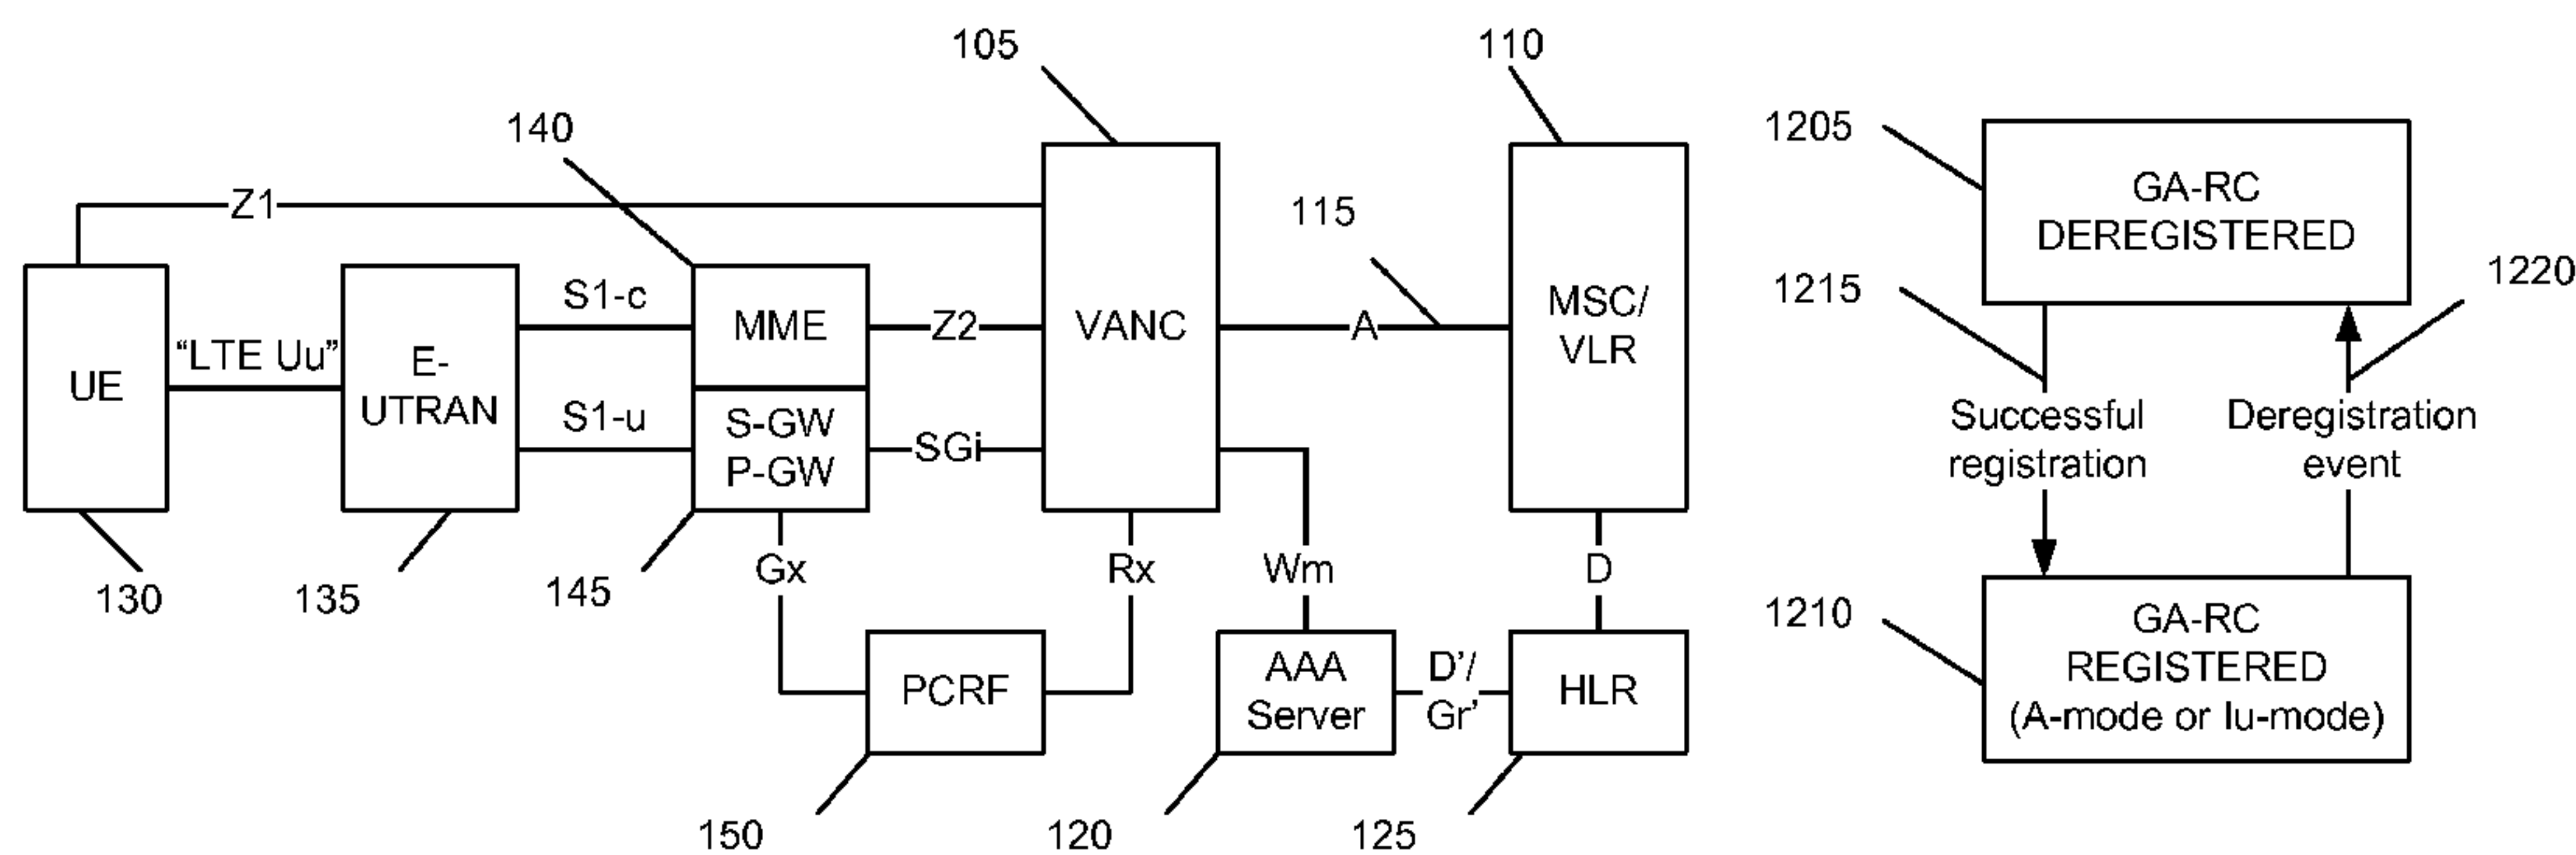 105
110
140
1205
GA-RC
DEREGISTERED
Z1
115
1215
1220
S1-c
MME
Z2
VANC
A
MSC/
VLR
“LTE Uu”
UE
E-
UTRAN
S1-u
S-GW
P-GW
SGi
Successful
registration
Deregistration
event
130
135
145
Gx
Rx
Wm
D
1210
GA-RC
REGISTERED
(A-mode or Iu-mode)
PCRF
AAA
Server
D’/
Gr’
HLR
150
120
125